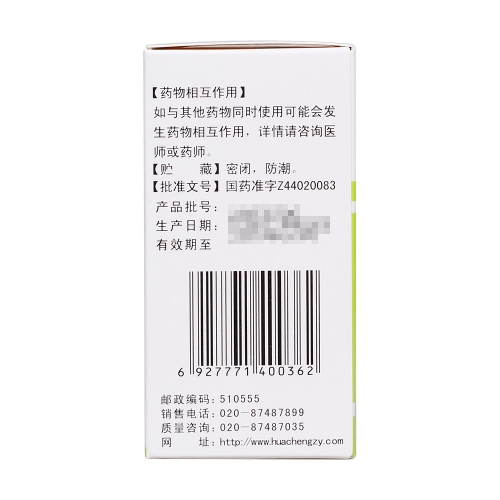 【药物相互作用】
如与其他药物同时使用可能会发
生药物相互作用，详情请咨询医
师或药师。
【贮　藏】密闭，防潮。
【批准文号】国药准字Z44020083
产品批号：
生产日期：
有效期至
6 927771 400362
邮政编码：510555
销售电话：020-87487899
质量咨询：020-87487035
网　址：http://www.huachengzy.com